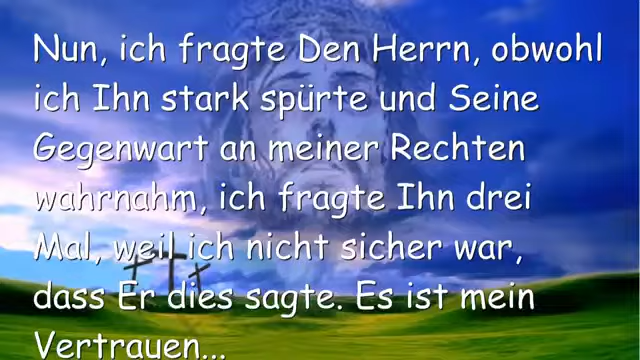 Nun, ich fragte Den Herrn, obwohl
ich Ihn stark spürte und Seine
Gegenwart an meiner Rechten
wahrnahm, ich fragte Ihn drei
Mal, weil ich nicht sicher war,
dass Er dies sagte. Es ist mein
Vertrauen...